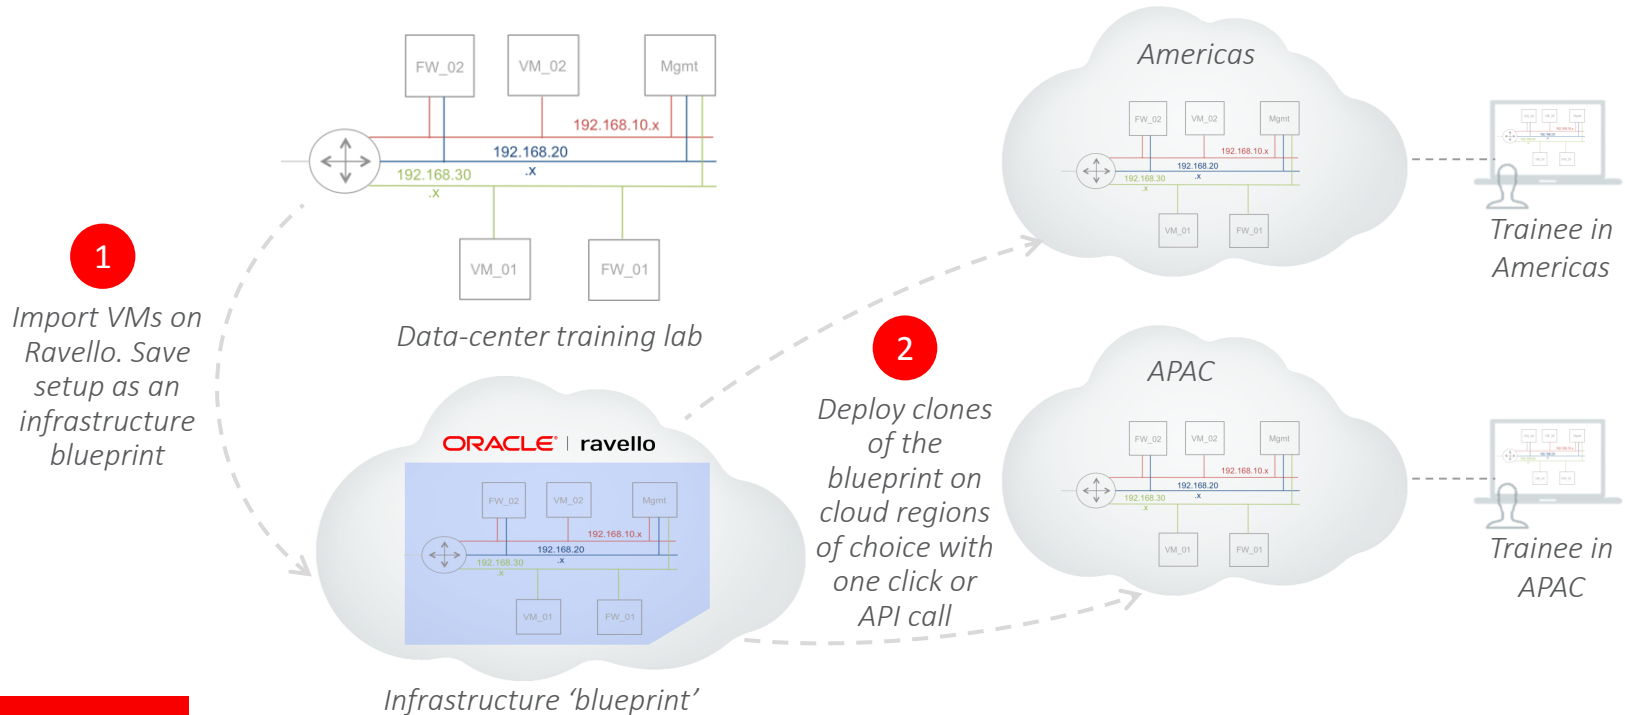 FW_02
VM_02
Mgmt
192.168.10.x
192.168.20
.x
192.168.30
.x
VM_01
FW_01
Data-center training lab
1
Import VMs on
Ravello. Save
setup as an
infrastructure
blueprint
ORACLE® | ravello
FW_02
VM_02
Mgmt
192.168.10.x
192.168.20
.x
192.168.30
.x
VM_01
FW_01
Infrastructure ‘blueprint’
2
Deploy clones
of the
blueprint on
cloud regions
of choice with
one click or
API call
Americas
FW_02
VM_02
Mgmt
192.168.10.x
192.168.20
.x
192.168.30
.x
VM_01
FW_01
Trainee in
Americas
APAC
FW_02
VM_02
Mgmt
192.168.10.x
192.168.20
.x
192.168.30
.x
VM_01
FW_01
Trainee in
APAC